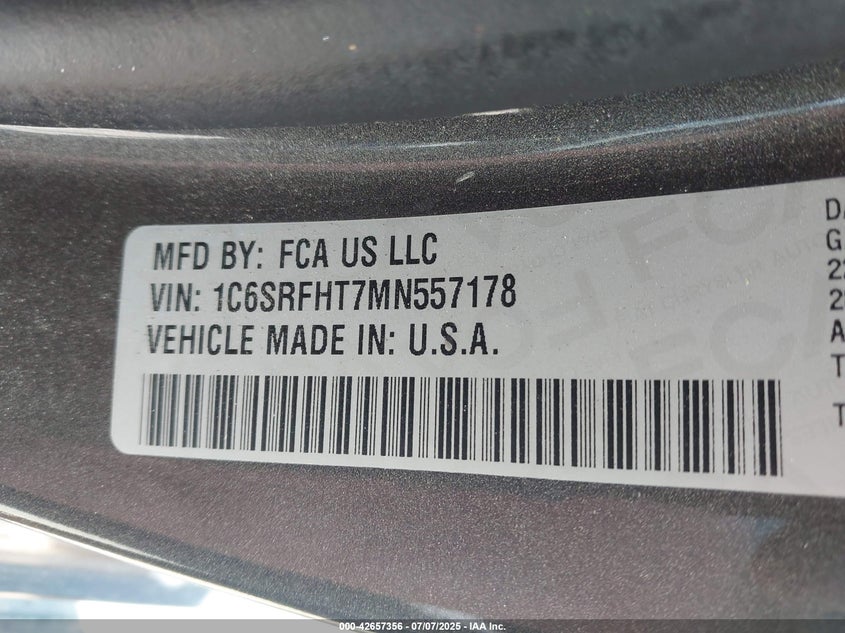 MFD BY: FCA US LLC
VIN: 1C6SRFHT7MN557178
VEHICLE MADE IN: U.S.A.
000-42657356 - 07/07/2025 - IAA Inc.